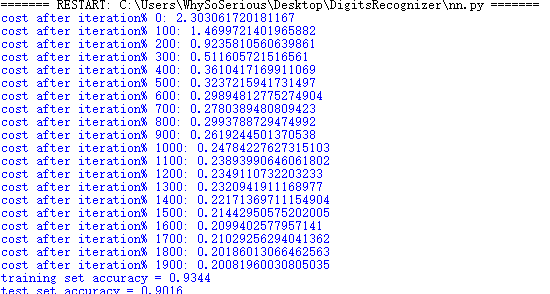 ======= RESTART: C:\Users\WhySoSerious\Desktop\DigitsRecognizer\nn.py =======
cost after iteration% 0: 2.303061720181167
cost after iteration% 100: 1.4699721401965882
cost after iteration% 200: 0.9235810560639861
cost after iteration% 300: 0.511605721516561
cost after iteration% 400: 0.3610417169911069
cost after iteration% 500: 0.3237215941731497
cost after iteration% 600: 0.29894812775274904
cost after iteration% 700: 0.2780389480809423
cost after iteration% 800: 0.2993788729474992
cost after iteration% 900: 0.2619244501370538
cost after iteration% 1000: 0.24784227627315103
cost after iteration% 1100: 0.23893990646061802
cost after iteration% 1200: 0.2349110732203233
cost after iteration% 1300: 0.2320941911168977
cost after iteration% 1400: 0.22171369711154904
cost after iteration% 1500: 0.21442950575202005
cost after iteration% 1600: 0.2099402577957141
cost after iteration% 1700: 0.21029256294041362
cost after iteration% 1800: 0.20186013066462563
cost after iteration% 1900: 0.20081960030805035
training set accuracy = 0.9344
test set accuracy = 0.9016